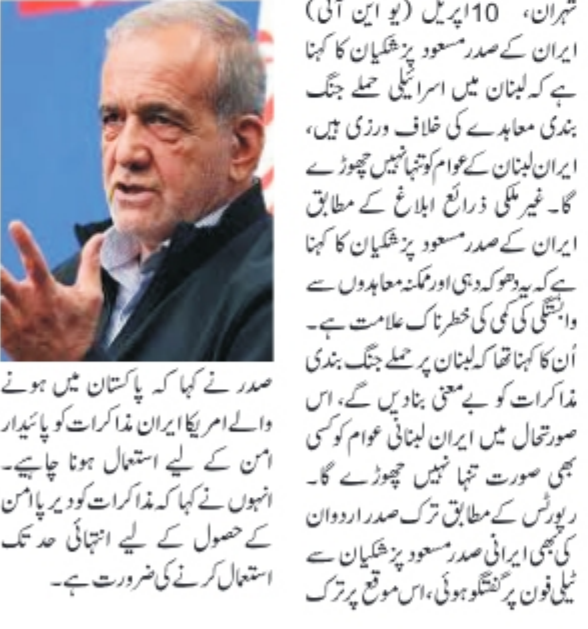 تہران، 10اپریل (یو این آئی)
ایران کے صدر مسعود پزشکیان کا کہنا
ہے کہ لبنان میں اسرائیلی حملے جنگ
بندی معاہدے کی خلاف ورزی ہیں،
ایران لبنان کے عوام کو تنہا نہیں چھوڑے
گا۔ غیر ملکی ذرائع ابلاغ کے مطابق
ایران کے صدر مسعود پزشکیان کا کہنا
ہے کہ یہ دھوکہ دہی اور ممکنہ معاہدوں سے
وابستگی کی کمی کی خطرناک علامت ہے۔
اُن کا کہنا تھا کہ لبنان پر حملے جنگ بندی
مذاکرات کو بے معنی بنادیں گے، اس
صورتحال میں ایران لبنانی عوام کو کسی
بھی صورت تنہا نہیں چھوڑے گا۔
رپورٹس کے مطابق ترک صدر اردوان
کی بھی ایرانی صدر مسعود پزشکیان سے
ٹیلی فون پر گفتگو ہوئی، اس موقع پر ترک
صدر نے کہا کہ پاکستان میں ہونے
والے امریکا ایران مذاکرات کو پائیدار
امن کے لیے استعمال ہونا چاہیے۔
انہوں نے کہا کہ مذاکرات کو دیرپا امن
کے حصول کے لیے انتہائی حد تک
استعمال کرنے کی ضرورت ہے۔